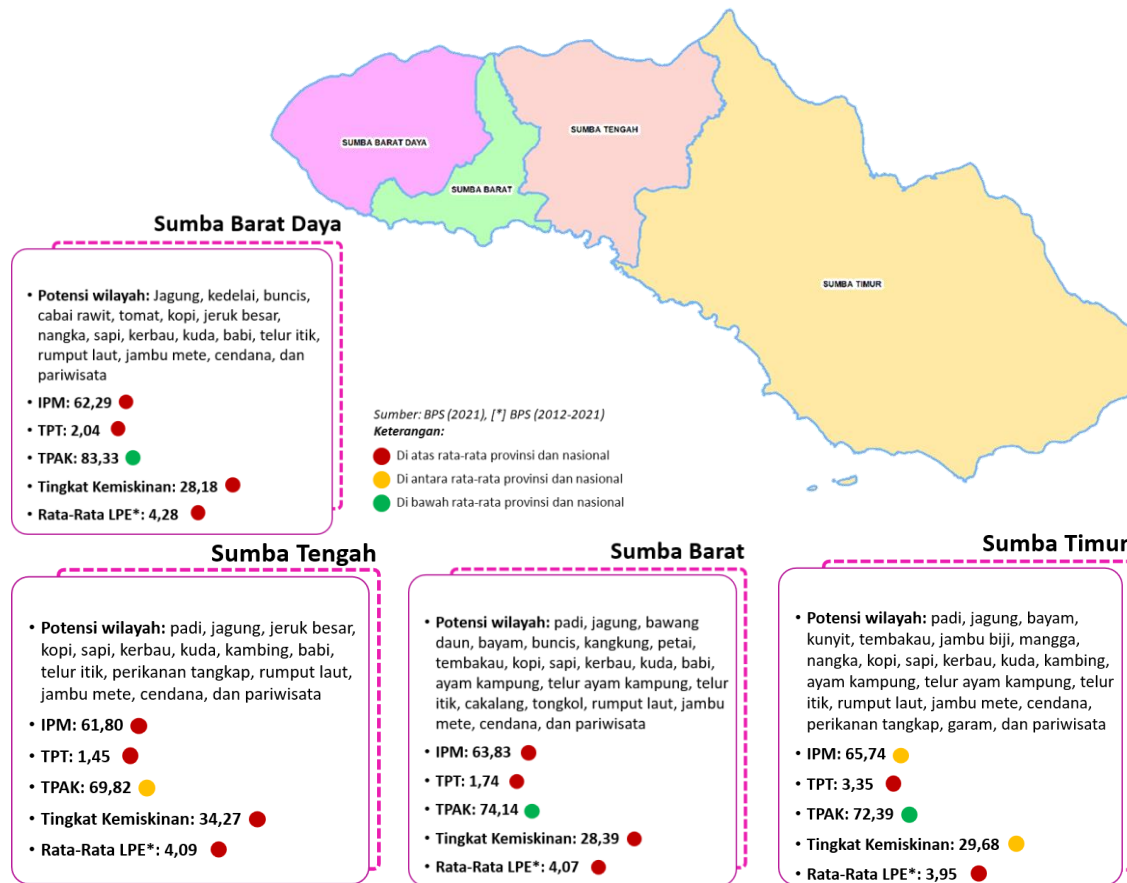 SUMBA BARAT DAYA
SUMBA BARAT
SUMBA TENGAH
SUMBA TIMUR
Sumba Barat Daya
• Potensi wilayah: Jagung, kedelai, buncis,
cabai rawit, tomat, kopi, jeruk besar,
nangka, sapi, kerbau, kuda, babi, telur itik,
rumput laut, jambu mete, cendana, dan
pariwisata
• IPM: 62,29
• TPT: 2,04
• TPAK: 83,33
• Tingkat Kemiskinan: 28,18
• Rata-Rata LPE*: 4,28
Sumber: BPS (2021), [*] BPS (2012-2021)
Keterangan:
Di atas rata-rata provinsi dan nasional
Di antara rata-rata provinsi dan nasional
Di bawah rata-rata provinsi dan nasional
Sumba Tengah
• Potensi wilayah: padi, jagung, jeruk besar,
kopi, sapi, kerbau, kuda, kambing, babi,
telur itik, perikanan tangkap, rumput laut,
jambu mete, cendana, dan pariwisata
• IPM: 61,80
• TPT: 1,45
• TPAK: 69,82
• Tingkat Kemiskinan: 34,27
• Rata-Rata LPE*: 4,09
Sumba Barat
• Potensi wilayah: padi, jagung, bawang
daun, bayam, buncis, kangkung, petai,
tembakau, kopi, sapi, kerbau, kuda, babi,
ayam kampung, telur ayam kampung, telur
itik, cakalang, tongkol, rumput laut, jambu
mete, cendana, dan pariwisata
• IPM: 63,83
• TPT: 1,74
• TPAK: 74,14
• Tingkat Kemiskinan: 28,39
• Rata-Rata LPE*: 4,07
Sumba Timur
• Potensi wilayah: padi, jagung, bayam,
kunyit, tembakau, jambu biji, mangga,
nangka, kopi, sapi, kerbau, kuda, kambing,
ayam kampung, telur ayam kampung, telur
itik, rumput laut, jambu mete, cendana,
perikanan tangkap, garam, dan pariwisata
• IPM: 65,74
• TPT: 3,35
• TPAK: 72,39
• Tingkat Kemiskinan: 29,68
• Rata-Rata LPE*: 3,95